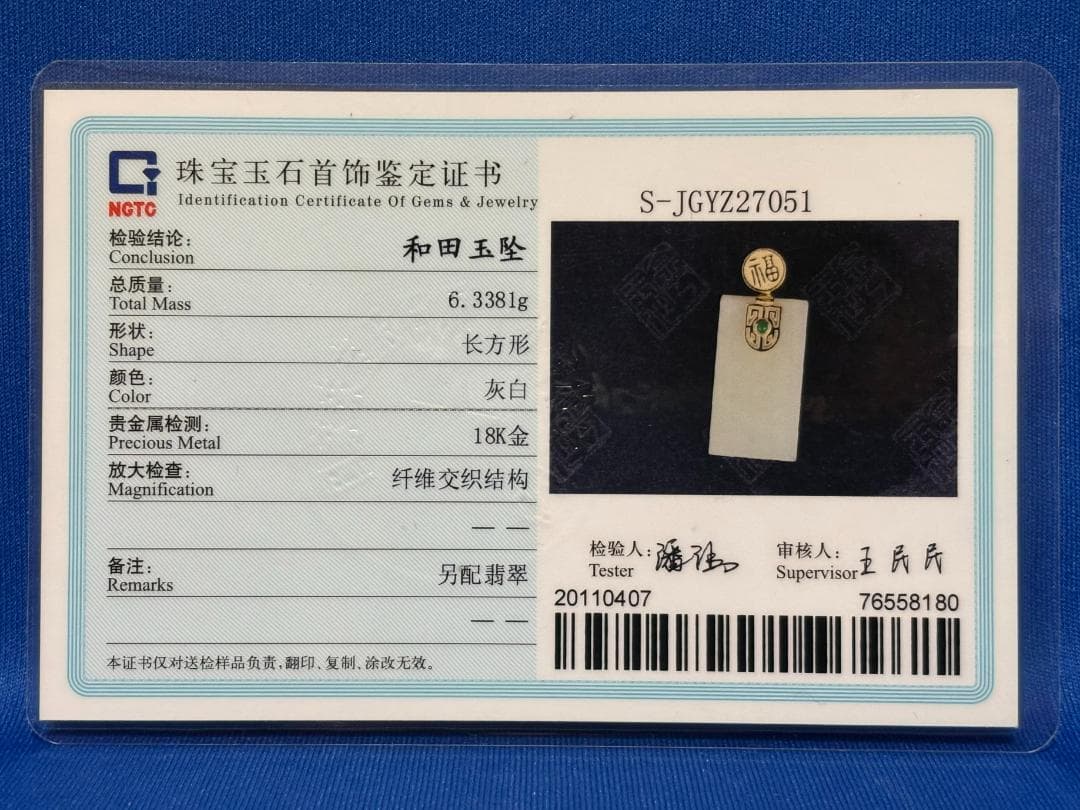 NGTC
珠宝玉石首饰鉴定证书
Identification Certificate Of Gems & Jewelry
检验结论：
Conclusion
和田玉坠
总质量：
Total Mass
6.3381g
形状：
Shape
长方形
颜色：
Color
灰白
贵金属检测：
Precious Metal
18K金
放大检查：
Magnification
纤维交织结构
— —
备注：
Remarks
另配翡翠
— —
本证书仅对送检样品负责,翻印、复制、涂改无效。
S-JGYZ27051
福
检验人：
Tester
审核人：王民民
Supervisor
20110407
76558180